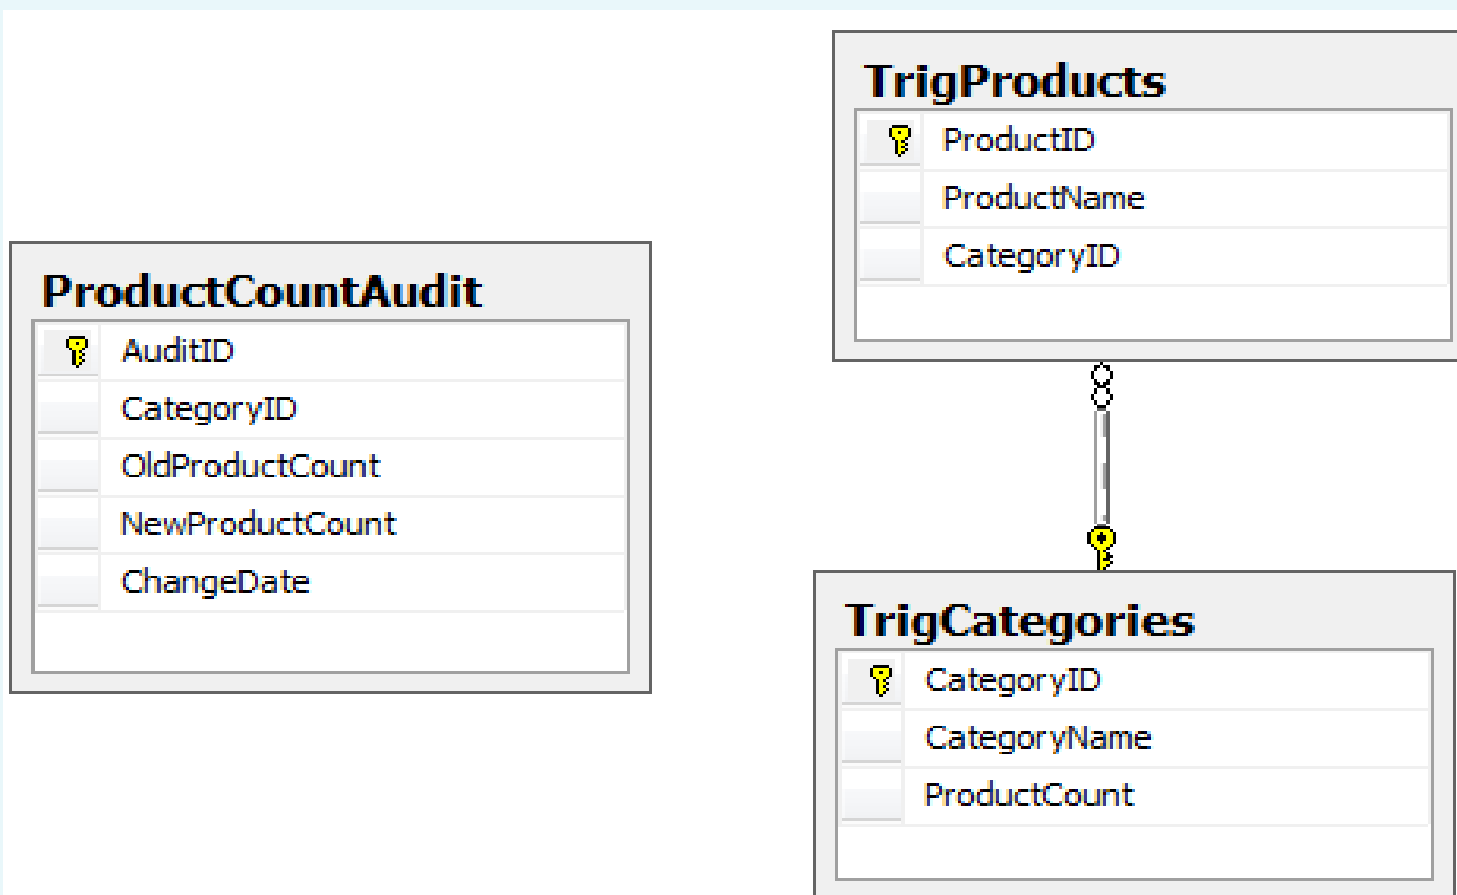 TrigProducts
ProductID
ProductName
CategoryID
ProductCountAudit
AuditID
CategoryID
OldProductCount
NewProductCount
ChangeDate
TrigCategories
CategoryID
CategoryName
ProductCount